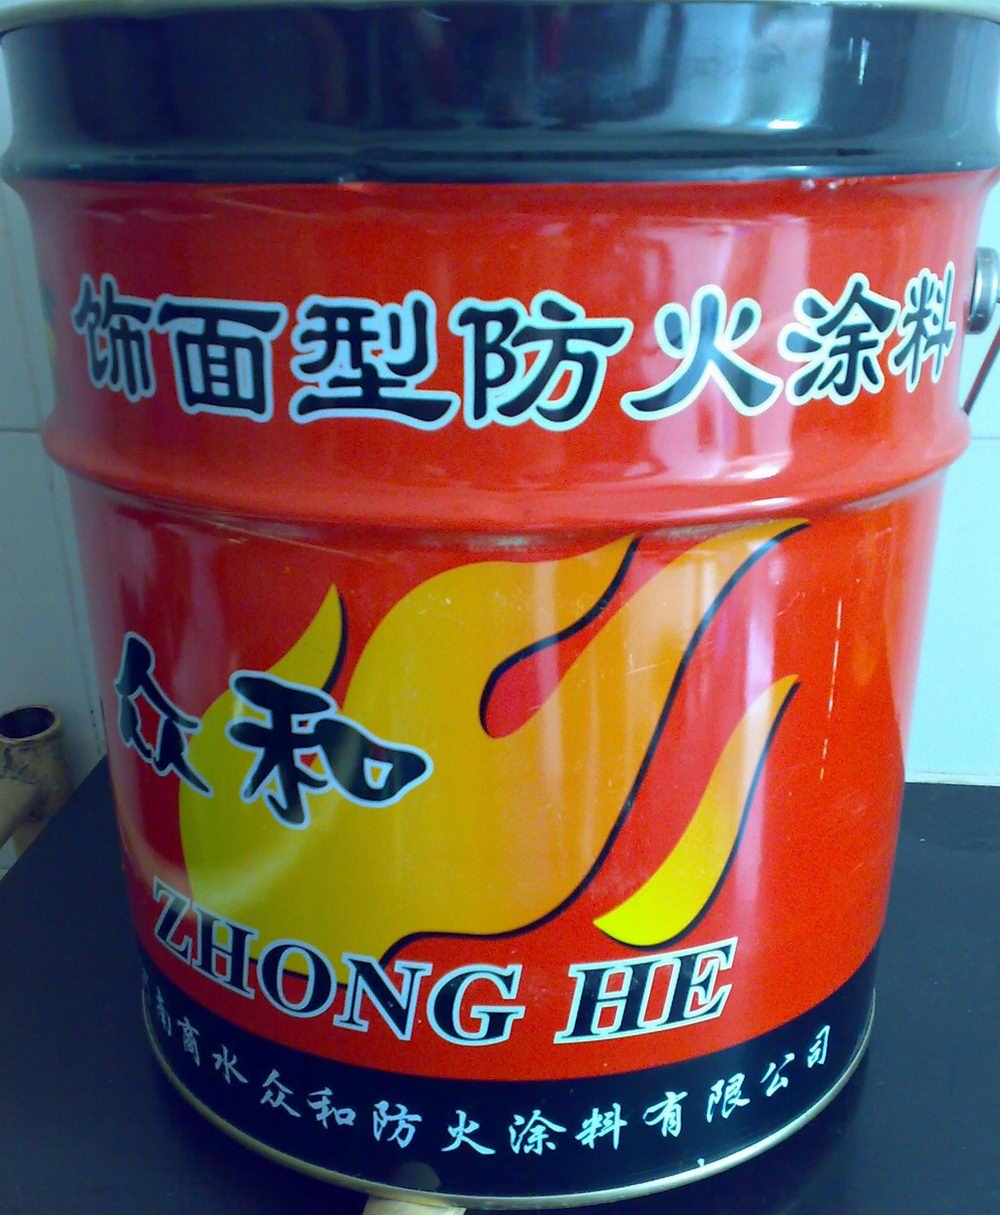 饰面型防火涂料
众和
ZHONG HE
南商水众和防火涂料有限公司